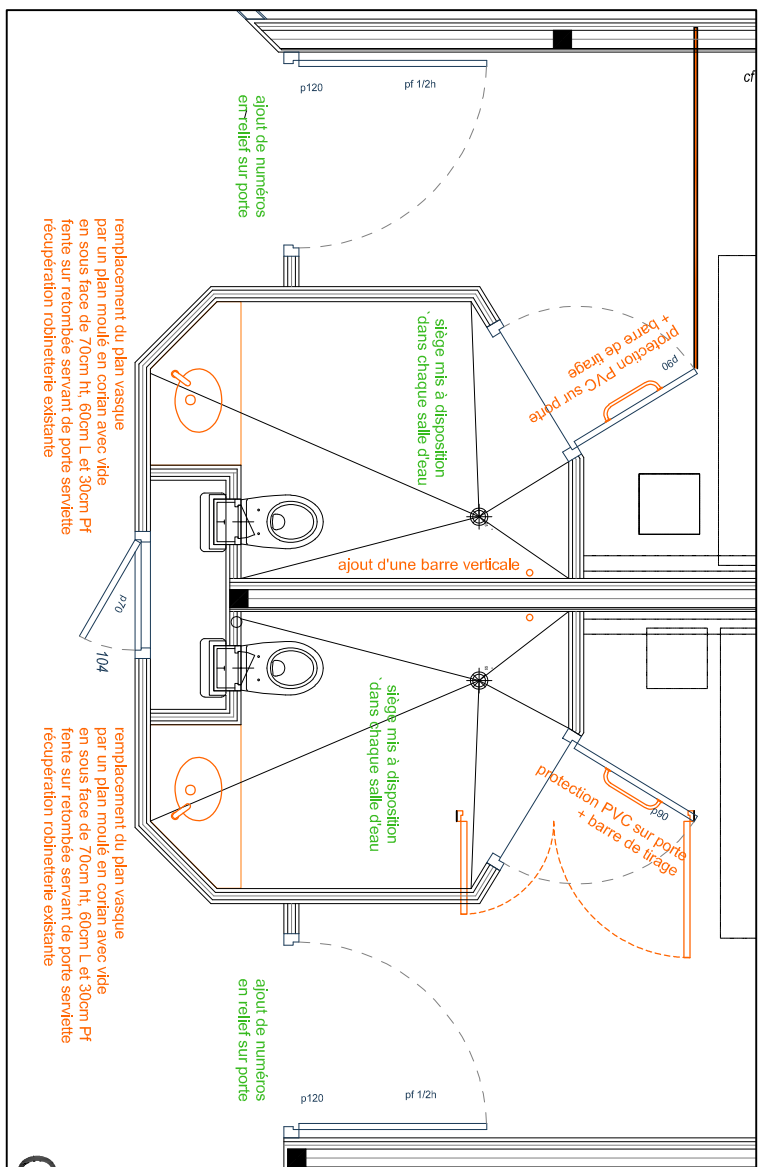 cf
p120
pf 1/2h
ajout de numéros
en relief sur porte
remplacement du plan vasque
par un plan moulé en corian avec vide
en sous face de 70cm ht, 60cm L et 30cm Pf
fente sur retombée servant de porte serviette
récupération robinetterie existante
siège mis à disposition
dans chaque salle d'eau
protection PVC sur porte
+ barre de tirage
p90
ajout d'une barre verticale
p70
104
siège mis à disposition
dans chaque salle d'eau
protection PVC sur porte
+ barre de tirage
p90
remplacement du plan vasque
par un plan moulé en corian avec vide
en sous face de 70cm ht, 60cm L et 30cm Pf
fente sur retombée servant de porte serviette
récupération robinetterie existante
ajout de numéros
en relief sur porte
p120
pf 1/2h